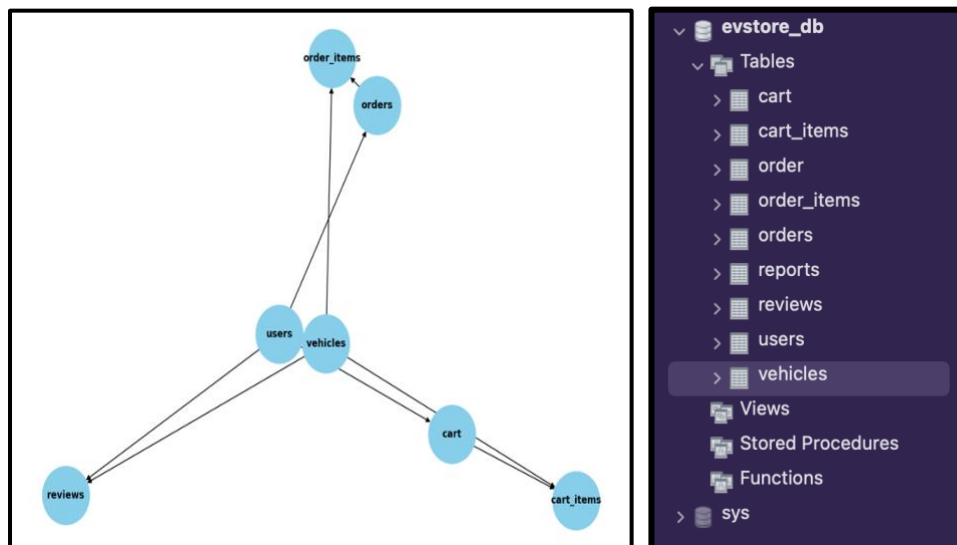 order_items
orders
users
vehicles
cart
reviews
cart_items
evstore_db
Tables
cart
cart_items
order
order_items
orders
reports
reviews
users
vehicles
Views
Stored Procedures
Functions
sys